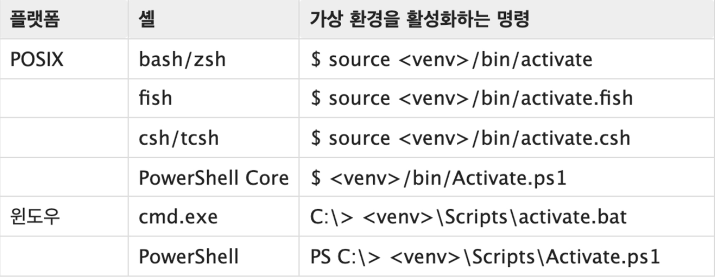 플랫폼 셸 가상 환경을 활성화하는 명령
POSIX bash/zsh $ source <venv>/bin/activate
fish $ source <venv>/bin/activate.fish
csh/tcsh $ source <venv>/bin/activate.csh
PowerShell Core $ <venv>/bin/Activate.ps1
윈도우 cmd.exe C:\> <venv>\Scripts\activate.bat
PowerShell PS C:\> <venv>\Scripts\Activate.ps1